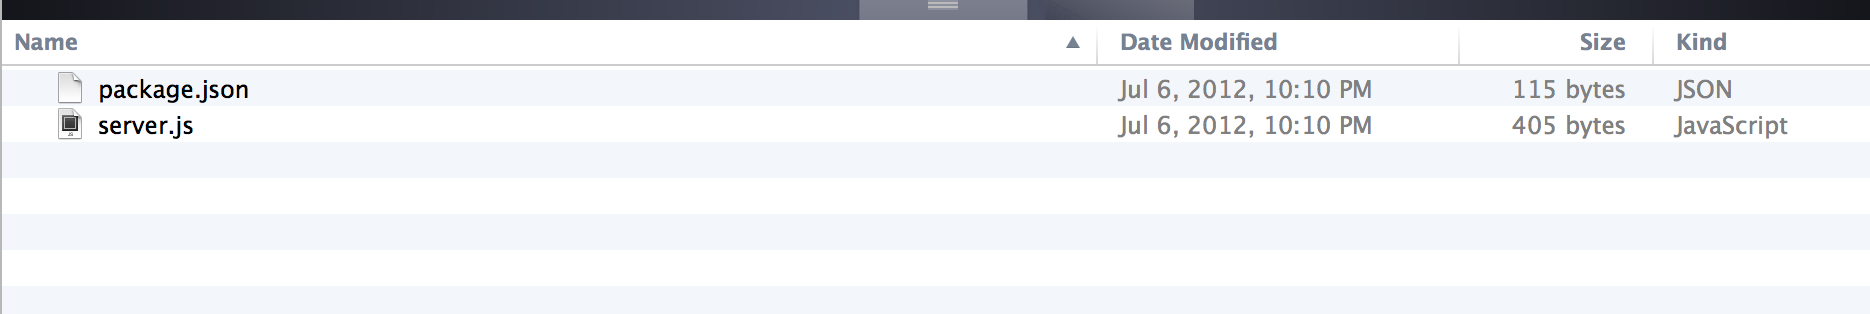 Name Date Modified Size Kind
package.json Jul 6, 2012, 10:10 PM 115 bytes JSON
server.js Jul 6, 2012, 10:10 PM 405 bytes JavaScript